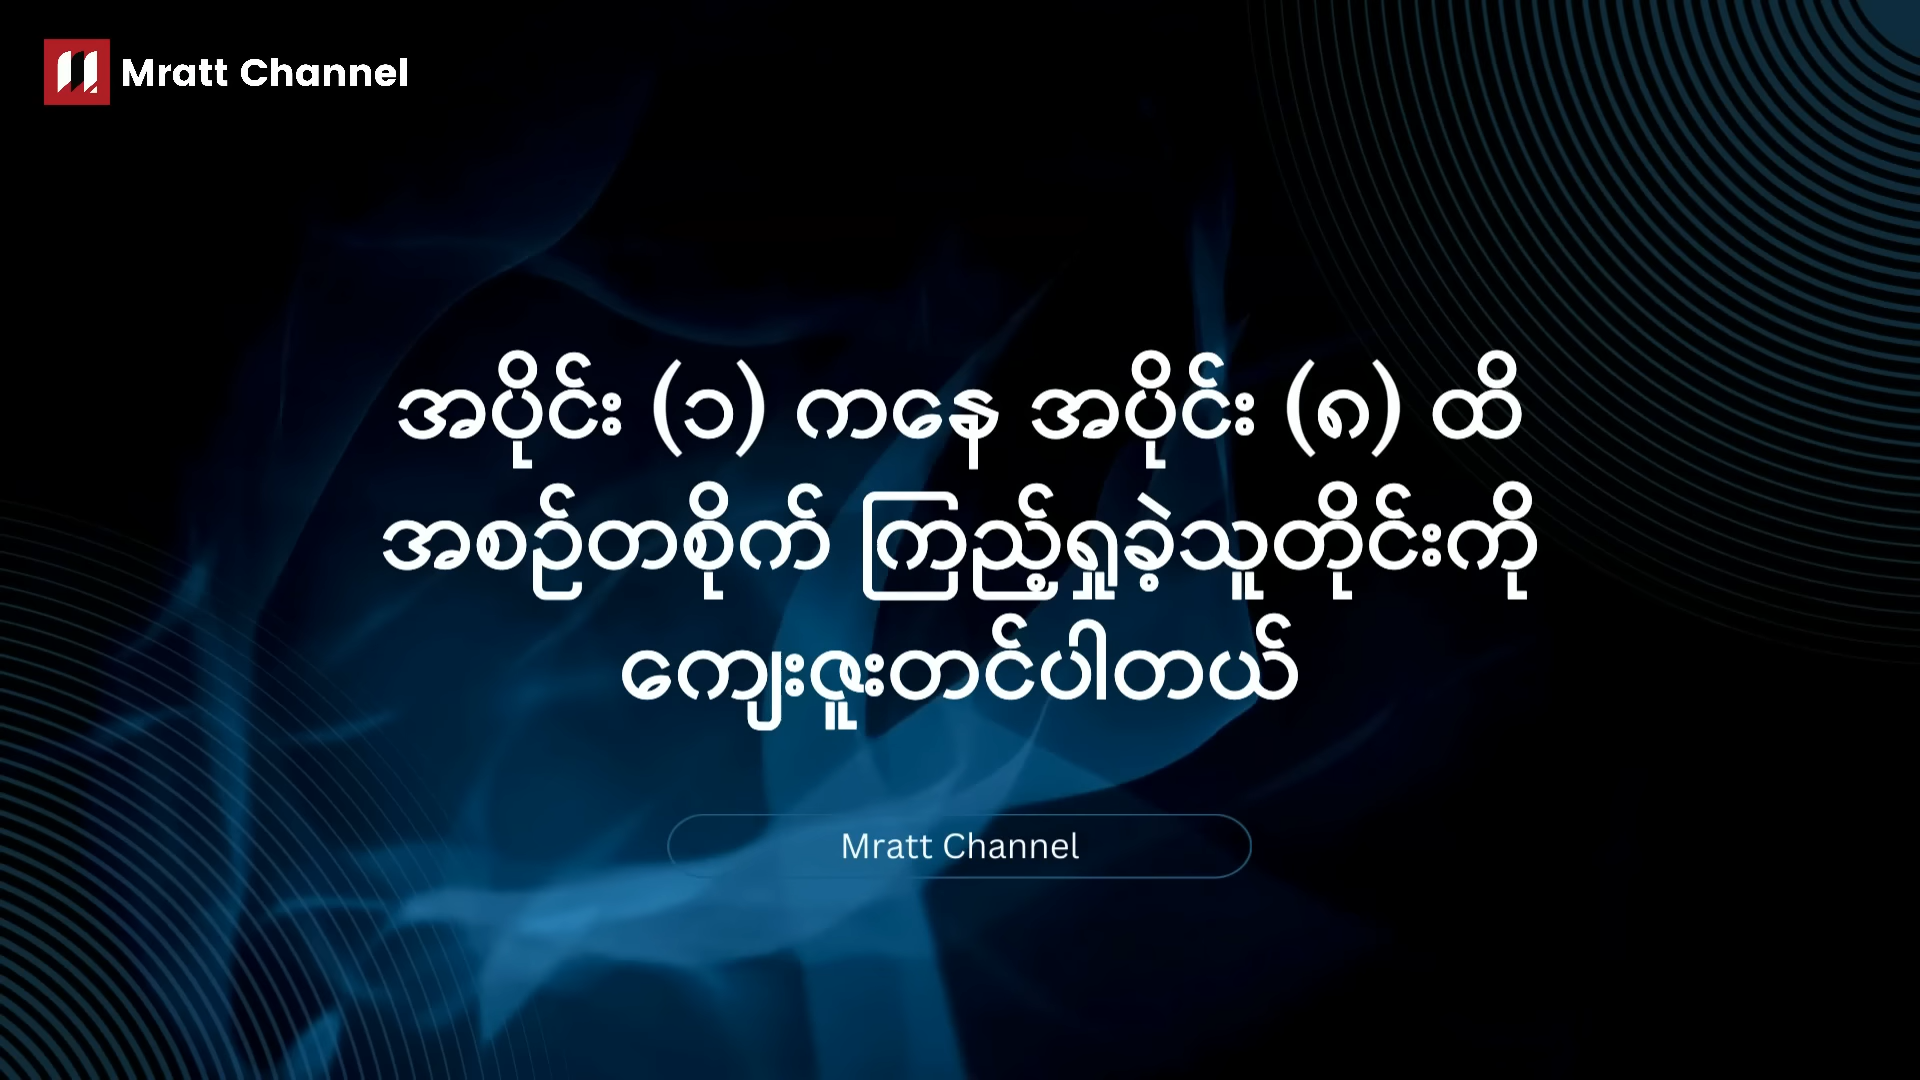 Mratt Channel
အပိုင်း (၁) ကနေ အပိုင်း (၈) ထိ
အစဉ်တစိုက် ကြည့်ရှုခဲ့သူတိုင်းကို
ကျေးဇူးတင်ပါတယ်
Mratt Channel